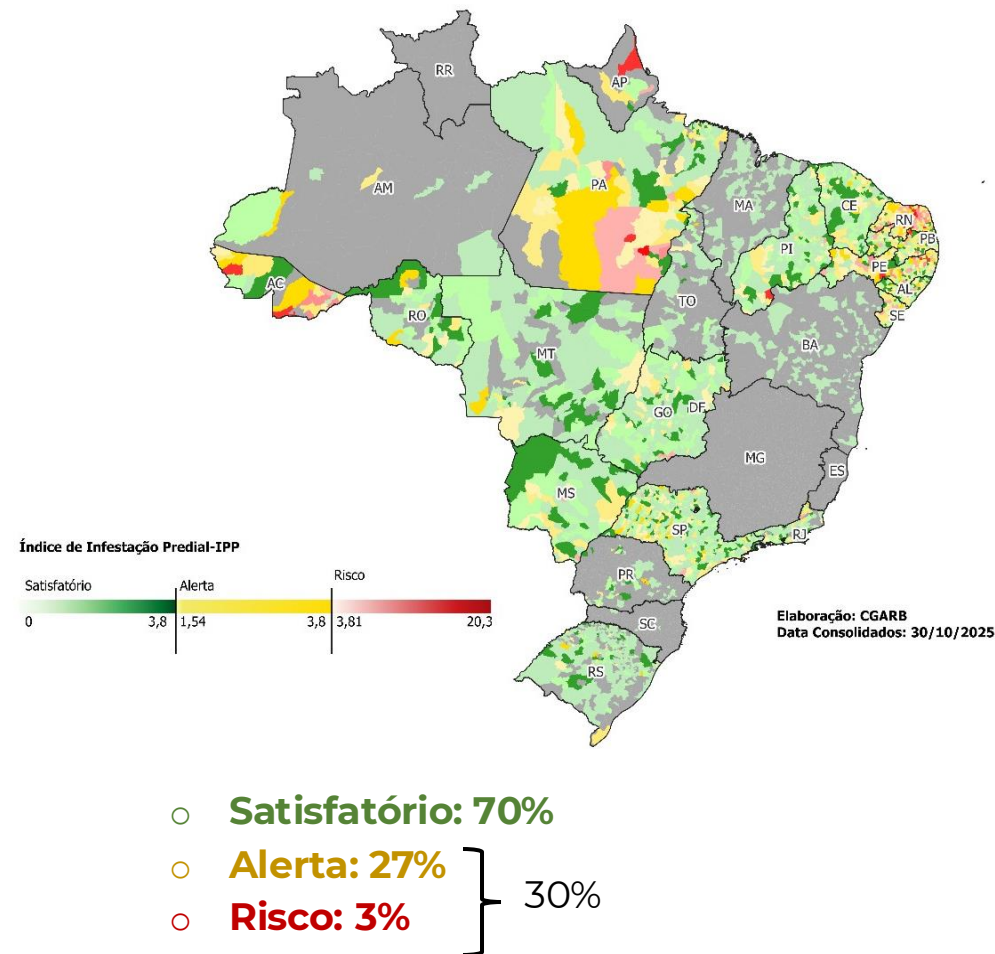 RR
AP
AM
PA
MA
CE
RN
PB
PI
PE
AL
SE
AC
RO
TO
BA
MT
GO
DF
MG
ES
MS
SP
RJ
PR
SC
RS
Índice de Infestação Predial-IPP
Satisfatório
Alerta
Risco
0
3,8
1,54
3,8
3,81
20,3
Elaboração: CGARB
Data Consolidados: 30/10/2025
○ Satisfatório: 70%
○ Alerta: 27%
30%
○ Risco: 3%